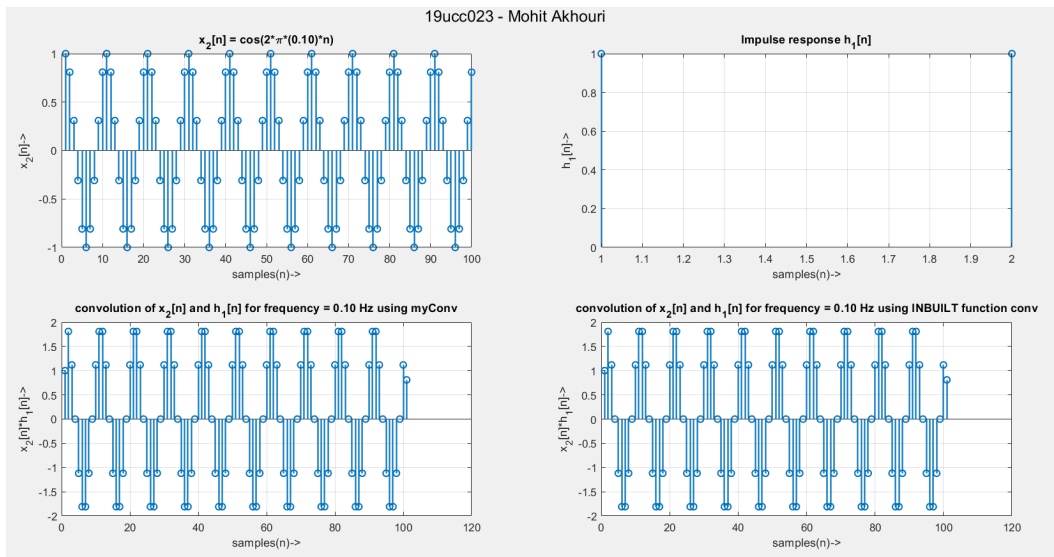 19ucc023 - Mohit Akhouri
x2[n] = cos(2*π*(0.10)*n)
1
0.5
0
-0.5
-1
x2[n]->
0 10 20 30 40 50 60 70 80 90 100
samples(n)->
Impulse response h1[n]
1
0.8
0.6
0.4
0.2
0
h1[n]->
1 1.1 1.2 1.3 1.4 1.5 1.6 1.7 1.8 1.9 2
samples(n)->
convolution of x2[n] and h1[n] for frequency = 0.10 Hz using myConv
2
1.5
1
0.5
0
-0.5
-1
-1.5
-2
x2[n]*h1[n]->
0 20 40 60 80 100 120
samples(n)->
convolution of x2[n] and h1[n] for frequency = 0.10 Hz using INBUILT function conv
2
1.5
1
0.5
0
-0.5
-1
-1.5
-2
x2[n]*h1[n]->
0 20 40 60 80 100 120
samples(n)->